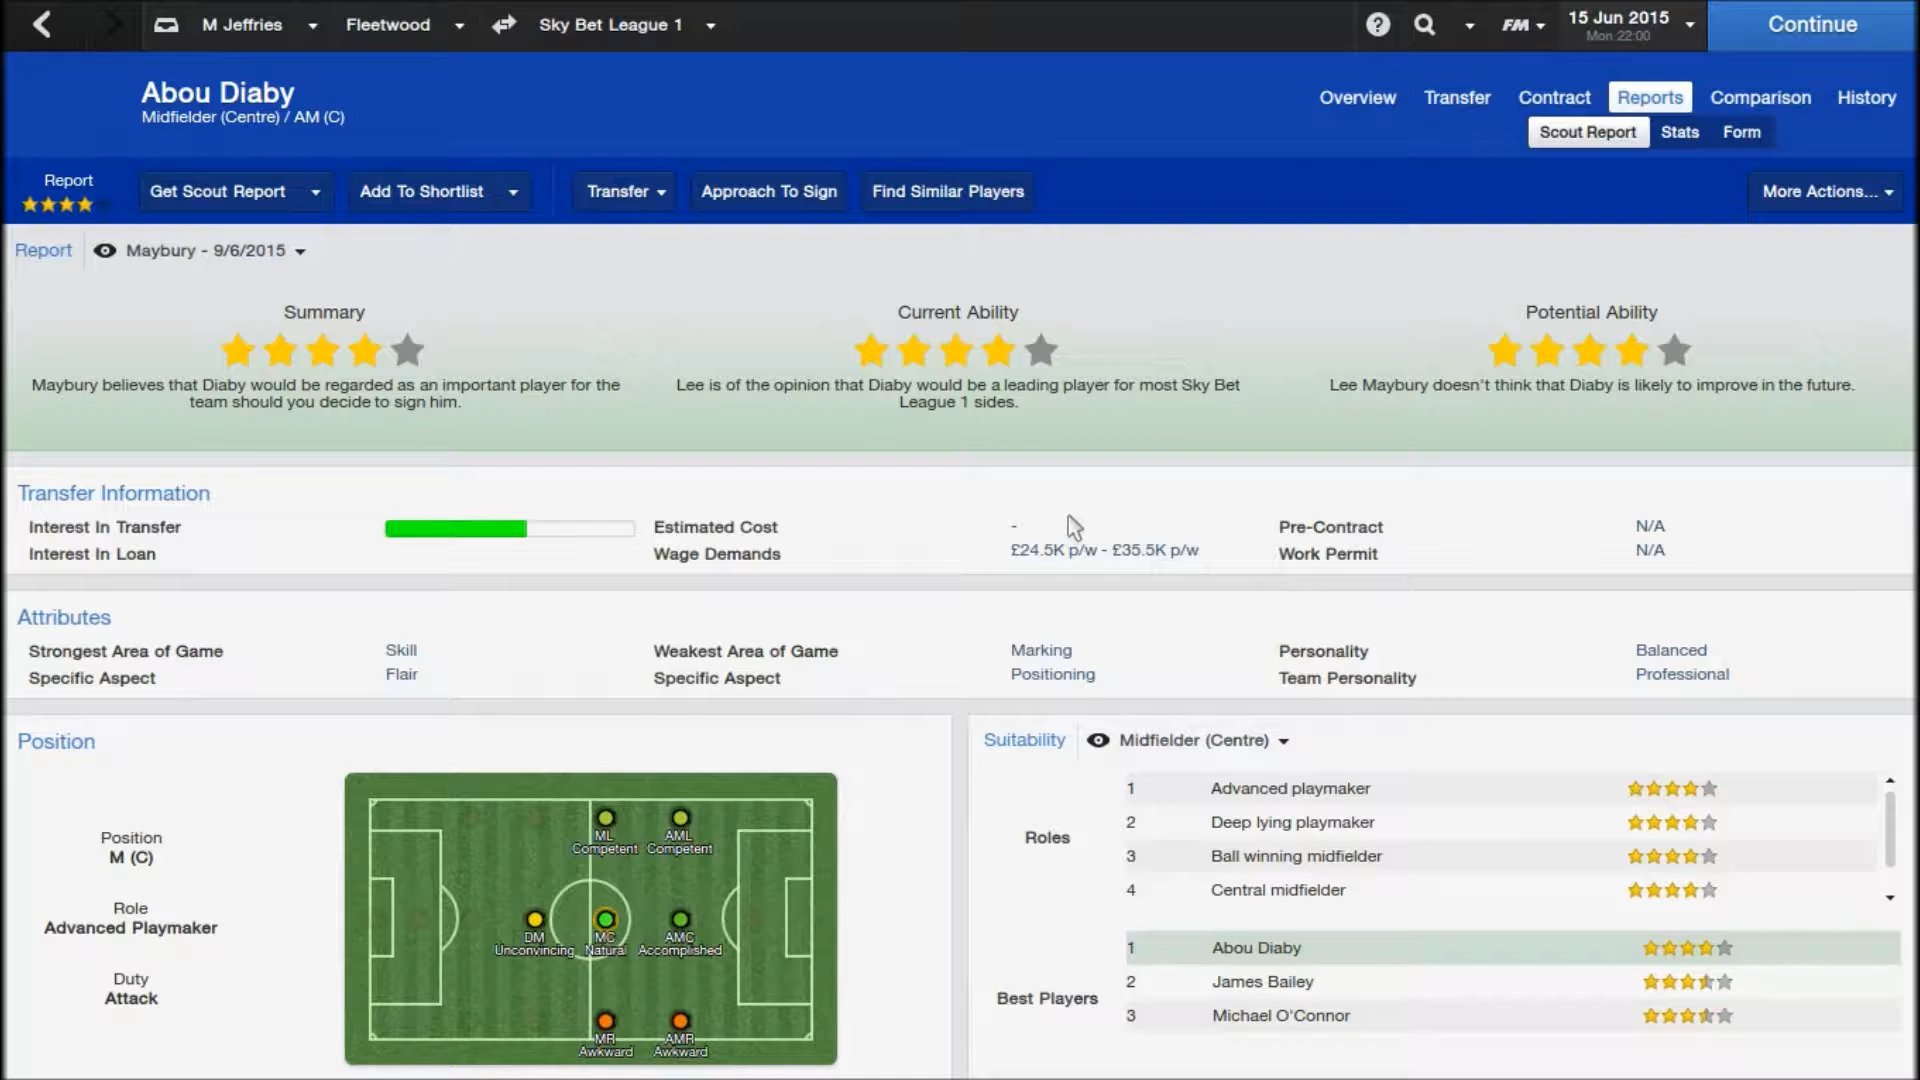 M Jeffries
Fleetwood
Sky Bet League 1
FM
15 Jun 2015
Mon 22:00
Continue
Abou Diaby
Midfielder (Centre) / AM (C)
Overview Transfer Contract Reports Comparison History
Scout Report Stats Form
Report
Get Scout Report Add To Shortlist Transfer Approach To Sign Find Similar Players More Actions...
Report Maybury - 9/6/2015
Summary
Maybury believes that Diaby would be regarded as an important player for the
team should you decide to sign him.
Current Ability
Lee is of the opinion that Diaby would be a leading player for most Sky Bet
League 1 sides.
Potential Ability
Lee Maybury doesn't think that Diaby is likely to improve in the future.
Transfer Information
Interest In Transfer Estimated Cost - Pre-Contract N/A
Interest In Loan Wage Demands £24.5K p/w - £35.5K p/w Work Permit N/A
Attributes
Strongest Area of Game Skill Weakest Area of Game Marking Personality Balanced
Specific Aspect Flair Specific Aspect Positioning Team Personality Professional
Position
Position
M (C)
Role
Advanced Playmaker
Duty
Attack
ML AML
Competent Competent
DM MC AMC
Unconvincing Natural Accomplished
MR AMR
Awkward Awkward
Suitability Midfielder (Centre)
Roles
1 Advanced playmaker
2 Deep lying playmaker
3 Ball winning midfielder
4 Central midfielder
Best Players
1 Abou Diaby
2 James Bailey
3 Michael O'Connor